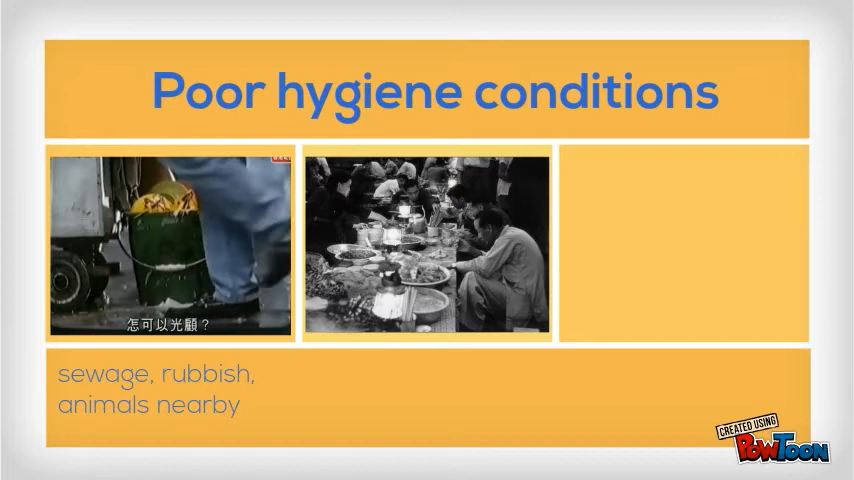 Poor hygiene conditions
怎可以光顧？
sewage, rubbish,
animals nearby
CREATED USING
POWTOON